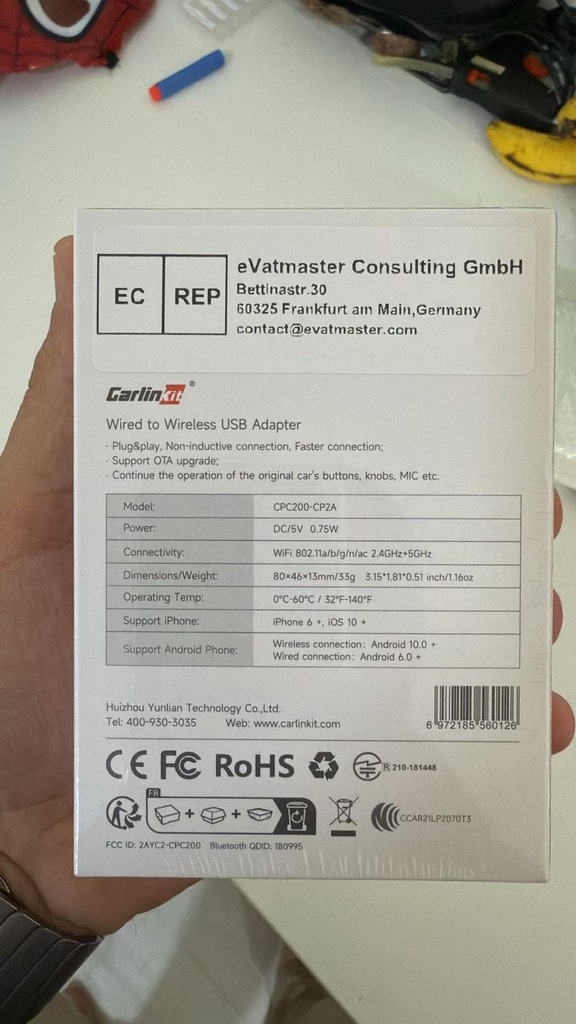 EC REP
eVatmaster Consulting GmbH
Bettinastr.30
60325 Frankfurt am Main,Germany
contact@evatmaster.com
Carlinkit®
Wired to Wireless USB Adapter
· Plug&play, Non-inductive connection, Faster connection;
· Support OTA upgrade;
· Continue the operation of the original car's buttons, knobs, MIC etc.
Model: CPC200-CP2A
Power: DC/5V 0.75W
Connectivity: WiFi 802.11a/b/g/n/ac 2.4GHz+5GHz
Dimensions/Weight: 80×46×13mm/33g 3.15*1.81*0.51 inch/1.16oz
Operating Temp: 0°C-60°C / 32°F-140°F
Support iPhone: iPhone 6 +, iOS 10 +
Support Android Phone: Wireless connection: Android 10.0 +
Wired connection: Android 6.0 +
Huizhou Yunlian Technology Co.,Ltd.
Tel: 400-930-3035 Web: www.carlinkit.com
6 972185 560126
CE FC RoHS R 210-181448
FR
CCAR21LP2070T3
FCC ID: 2AYC2-CPC200 Bluetooth QDID: 180995